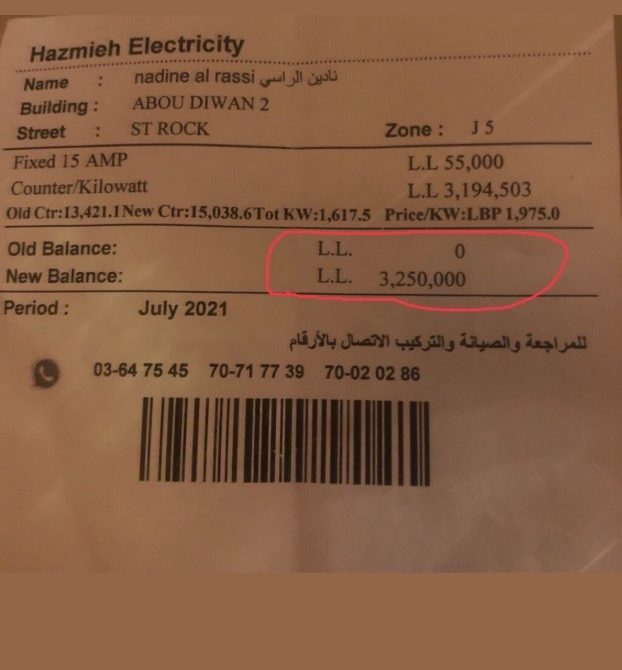 Hazmieh Electricity
Name : nadine al rassi نادين الراسي
Building : ABOU DIWAN 2
Street : ST ROCK Zone : J 5
Fixed 15 AMP L.L 55,000
Counter/Kilowatt L.L 3,194,503
Old Ctr:13,421.1 New Ctr:15,038.6 Tot KW:1,617.5 Price/KW:LBP 1,975.0
Old Balance: L.L. 0
New Balance: L.L. 3,250,000
Period : July 2021
للمراجعة والصيانة والتركيب الاتصال بالأرقام
03-64 75 45 70-71 77 39 70-02 02 86